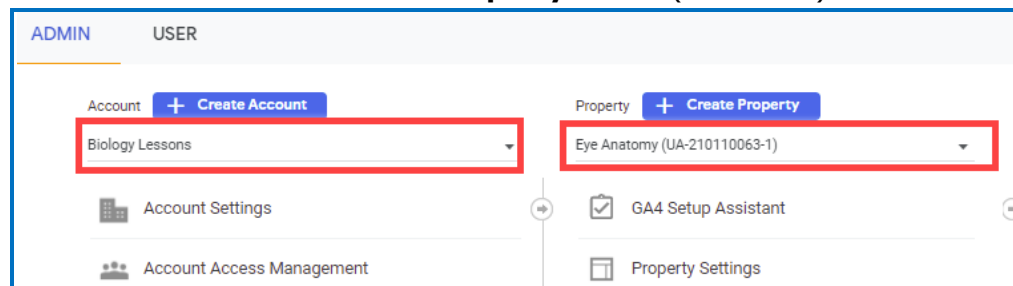 ADMIN USER
Account + Create Account Property + Create Property
Biology Lessons Eye Anatomy (UA-210110063-1)
Account Settings GA4 Setup Assistant
Account Access Management Property Settings